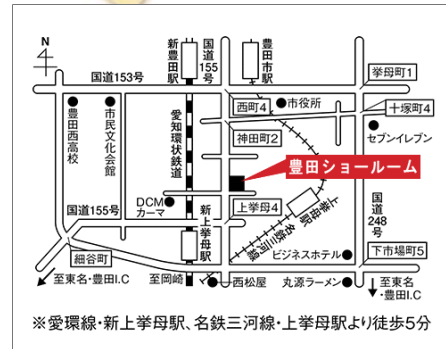 N
国道153号
新豊田駅
国道155号
豊田市駅
挙母町1
西町4
市役所
十塚町4
神田町2
セブンイレブン
豊田西高校
市民文化会館
愛知環状鉄道
豊田ショールーム
DCMカーマ
上挙母4
上挙母駅
国道155号
新上挙母駅
名鉄三河線
国道248号
細谷町
ビジネスホテル
下市場町5
至東名・豊田I.C
至岡崎
西松屋
丸源ラーメン
至東名・豊田I.C
※愛環線・新上挙母駅、名鉄三河線・上挙母駅より徒歩5分